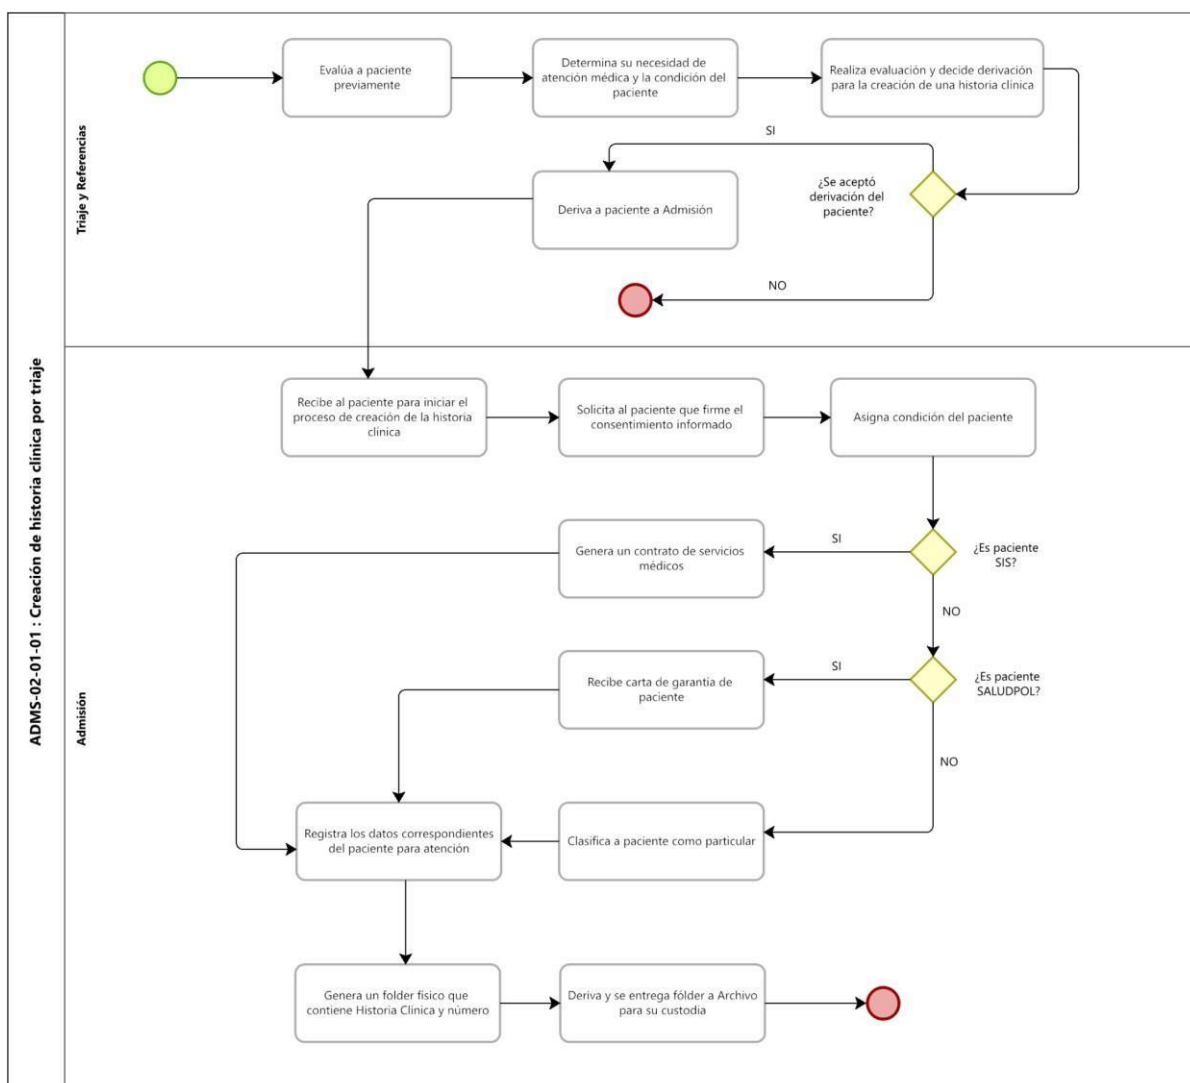 ADMS-02-01-01 : Creación de historia clínica por triaje
Triaje y Referencias
Evalúa a paciente
previamente
Determina su necesidad de
atención médica y la condición del
paciente
Realiza evaluación y decide derivación
para la creación de una historia clínica
SI
¿Se aceptó
derivación del
paciente?
Deriva a paciente a Admisión
NO
Admisión
Recibe al paciente para iniciar el
proceso de creación de la historia
clínica
Solicita al paciente que firme el
consentimiento informado
Asigna condición del paciente
Genera un contrato de servicios
médicos
SI
¿Es paciente
SIS?
NO
Recibe carta de garantía de
paciente
SI
¿Es paciente
SALUDPOL?
NO
Registra los datos correspondientes
del paciente para atención
Clasifica a paciente como particular
Genera un folder físico que
contiene Historia Clínica y número
Deriva y se entrega fólder a Archivo
para su custodia